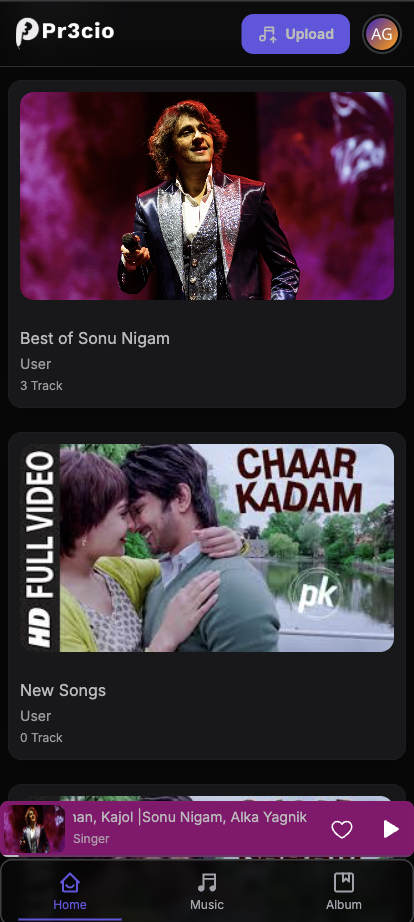 Pr3cio
Upload
AG
Best of Sonu Nigam
User
3 Track
HD FULL VIDEO
CHAAR
KADAM
pk
New Songs
User
0 Track
an, Kajol |Sonu Nigam, Alka Yagnik
Singer
Home
Music
Album